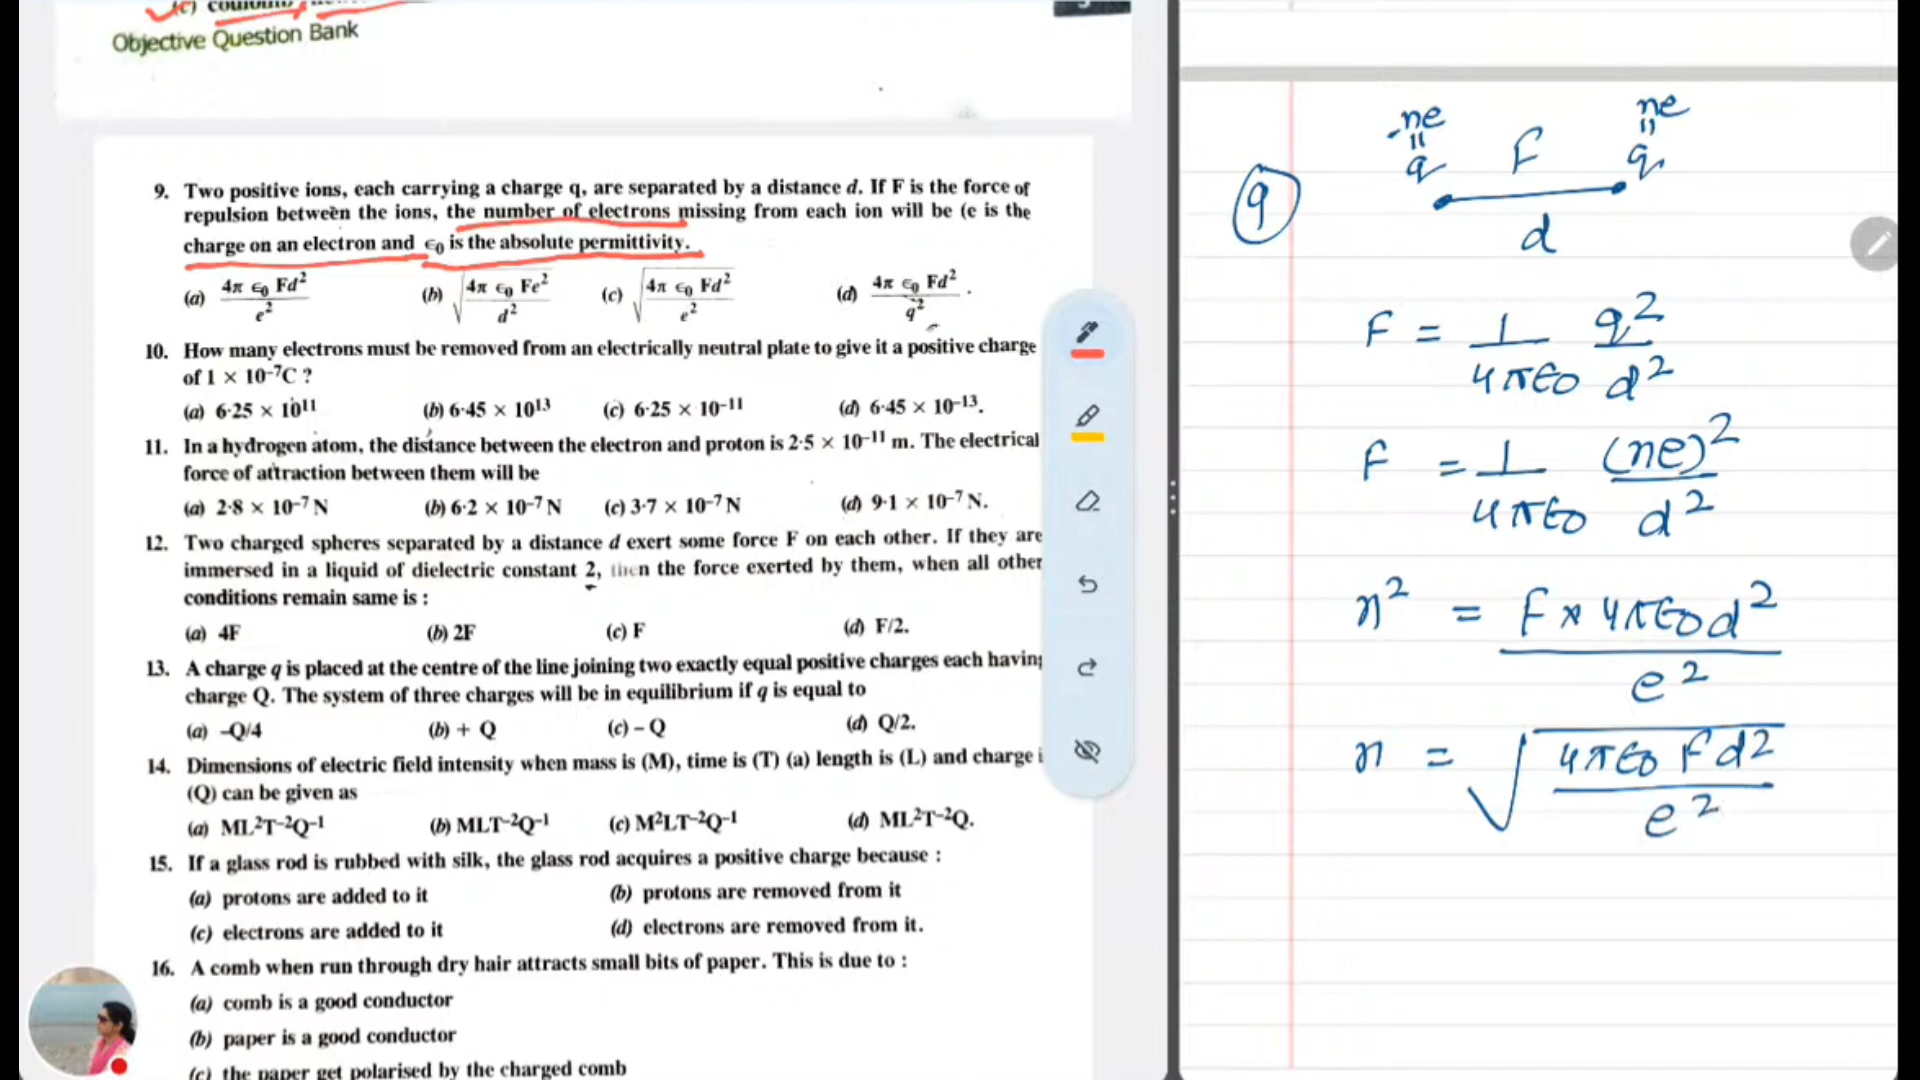 (c) coulomb
Objective Question Bank
9. Two positive ions, each carrying a charge q, are separated by a distance d. If F is the force of
repulsion between the ions, the number of electrons missing from each ion will be (e is the
charge on an electron and ϵ₀ is the absolute permittivity.
(a) 4π ϵ₀ Fd² / e² (b) √(4π ϵ₀ Fe² / d²) (c) √(4π ϵ₀ Fd² / e²) (d) 4π ϵ₀ Fd² / q² .
10. How many electrons must be removed from an electrically neutral plate to give it a positive charge
of 1 × 10⁻⁷C ?
(a) 6·25 × 10¹¹ (b) 6·45 × 10¹³ (c) 6·25 × 10⁻¹¹ (d) 6·45 × 10⁻¹³.
11. In a hydrogen atom, the distance between the electron and proton is 2·5 × 10⁻¹¹ m. The electrical
force of attraction between them will be
(a) 2·8 × 10⁻⁷ N (b) 6·2 × 10⁻⁷ N (c) 3·7 × 10⁻⁷ N (d) 9·1 × 10⁻⁷ N.
12. Two charged spheres separated by a distance d exert some force F on each other. If they are
immersed in a liquid of dielectric constant 2, then the force exerted by them, when all other
conditions remain same is :
(a) 4F (b) 2F (c) F (d) F/2.
13. A charge q is placed at the centre of the line joining two exactly equal positive charges each having
charge Q. The system of three charges will be in equilibrium if q is equal to
(a) –Q/4 (b) + Q (c) – Q (d) Q/2.
14. Dimensions of electric field intensity when mass is (M), time is (T) (a) length is (L) and charge i
(Q) can be given as
(a) ML²T⁻²Q⁻¹ (b) MLT⁻²Q⁻¹ (c) M²LT⁻²Q⁻¹ (d) ML²T⁻²Q.
15. If a glass rod is rubbed with silk, the glass rod acquires a positive charge because :
(a) protons are added to it (b) protons are removed from it
(c) electrons are added to it (d) electrons are removed from it.
16. A comb when run through dry hair attracts small bits of paper. This is due to :
(a) comb is a good conductor
(b) paper is a good conductor
(c) the paper get polarised by the charged comb
ne ne
= =
q F q
9
d
F = 1/4πϵ₀ q²/d²
F = 1/4πϵ₀ (ne)²/d²
n² = F × 4πϵ₀d² / e²
n = √(4πϵ₀ Fd² / e²)